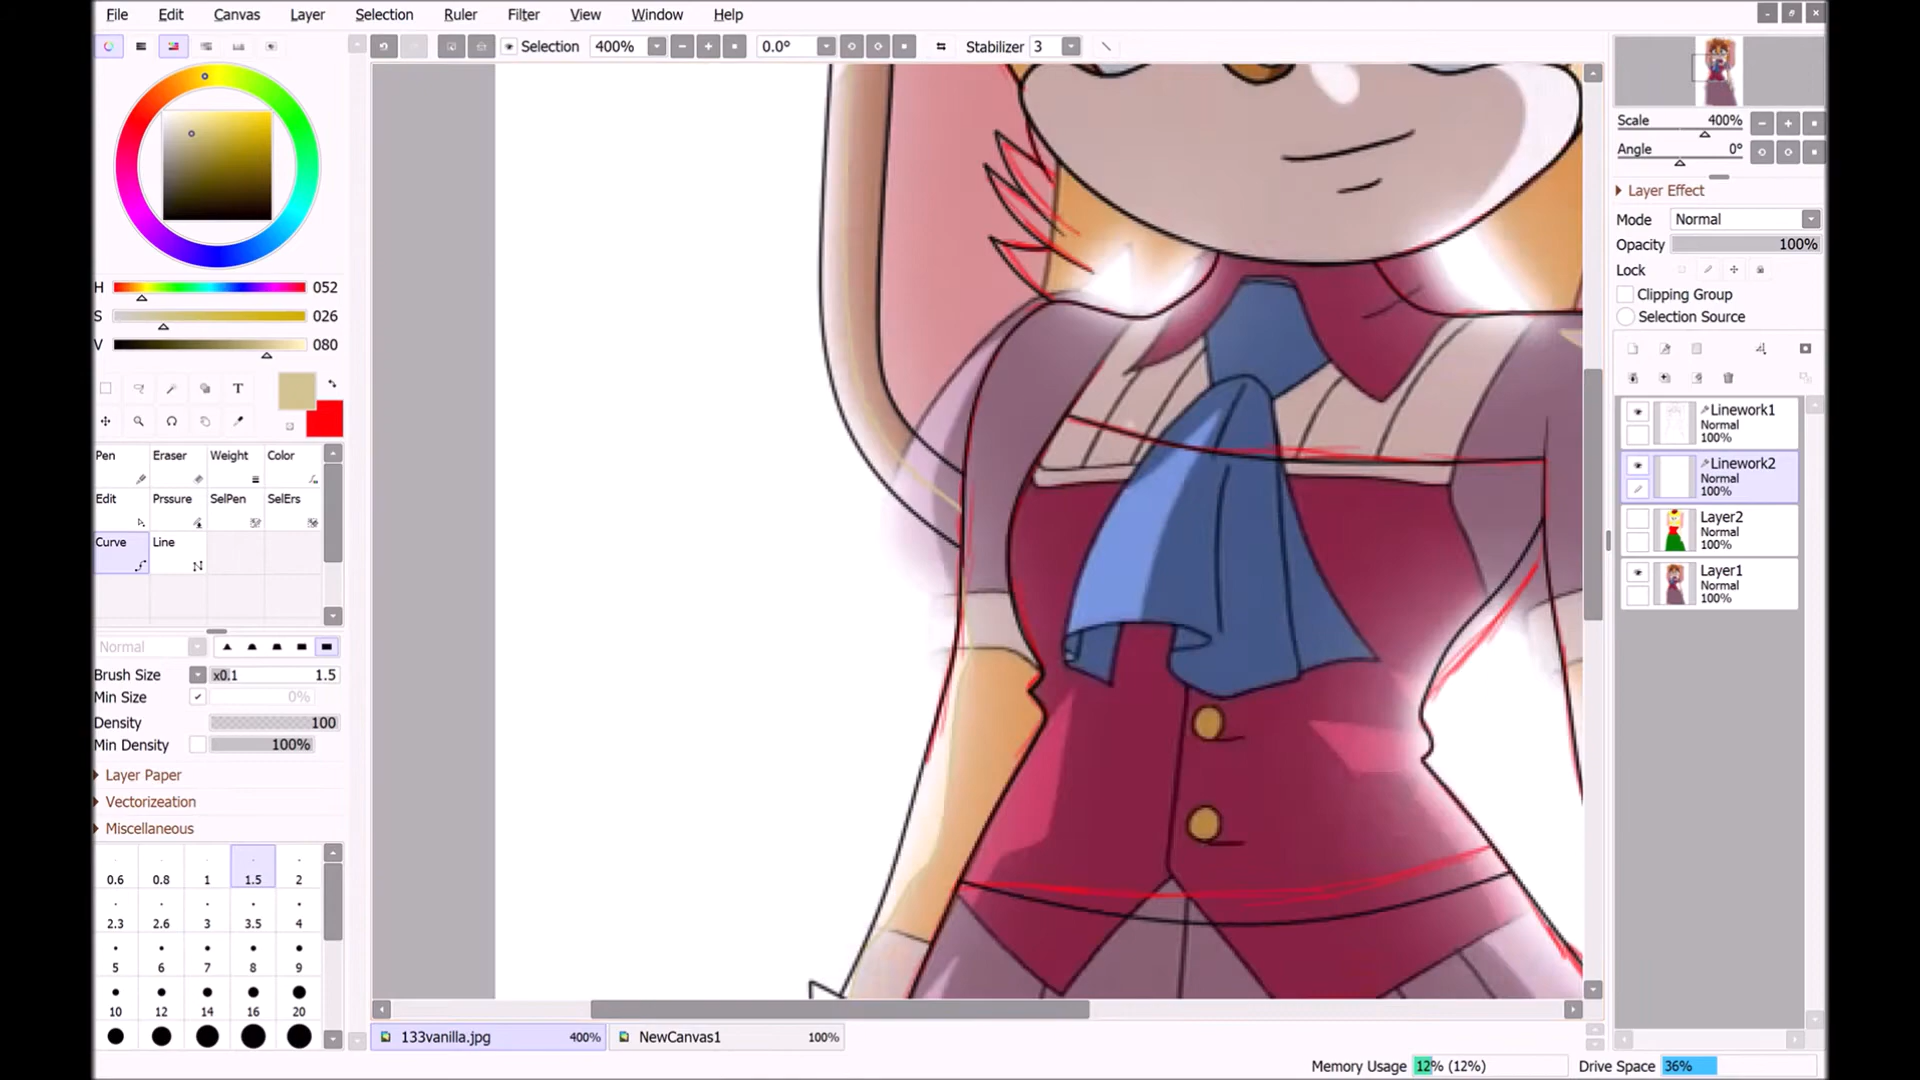 File Edit Canvas Layer Selection Ruler Filter View Window Help
Selection 400% 0.0° Stabilizer 3
Scale 400%
Angle 0°
Layer Effect
Mode Normal
Opacity 100%
Lock
Clipping Group
Selection Source
H 052
S 026
V 080
T
Pen Eraser Weight Color
Edit Prssure SelPen SelErs
Curve Line
Normal
Brush Size x0.1 1.5
Min Size 0%
Density 100
Min Density 100%
Layer Paper
Vectorizeation
Miscellaneous
0.6 0.8 1 1.5 2
2.3 2.6 3 3.5 4
5 6 7 8 9
10 12 14 16 20
Linework1
Normal
100%
Linework2
Normal
100%
Layer2
Normal
100%
Layer1
Normal
100%
133vanilla.jpg 400% NewCanvas1 100%
Memory Usage 12% (12%) Drive Space 36%